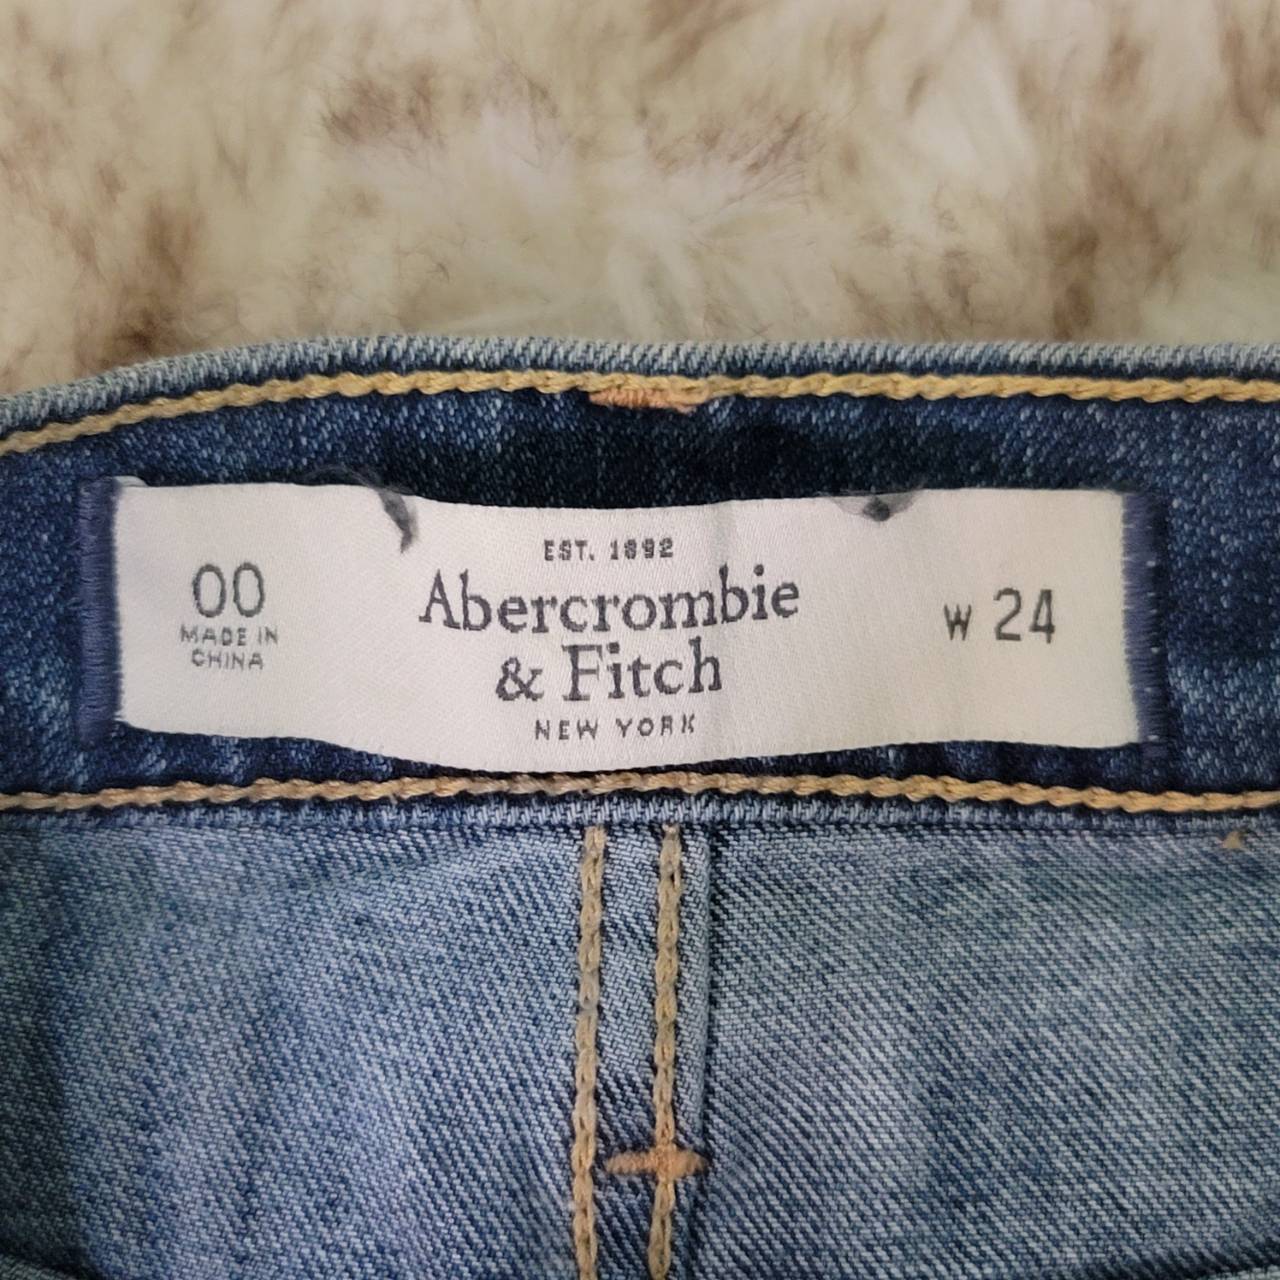 00
MADE IN
CHINA
EST. 1892
Abercrombie
& Fitch
NEW YORK
W 24